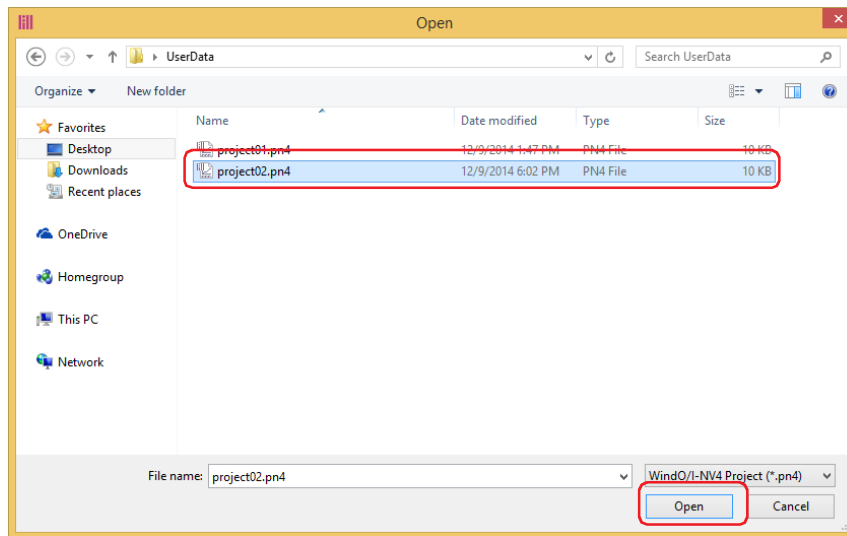 Open
UserData
Search UserData
Organize
New folder
Name Date modified Type Size
Favorites
Desktop
Downloads
Recent places
OneDrive
Homegroup
This PC
Network
project01.pn4 12/9/2014 1:47 PM PN4 File 10 KB
project02.pn4 12/9/2014 6:02 PM PN4 File 10 KB
File name: project02.pn4 WindO/I-NV4 Project (*.pn4)
Open Cancel